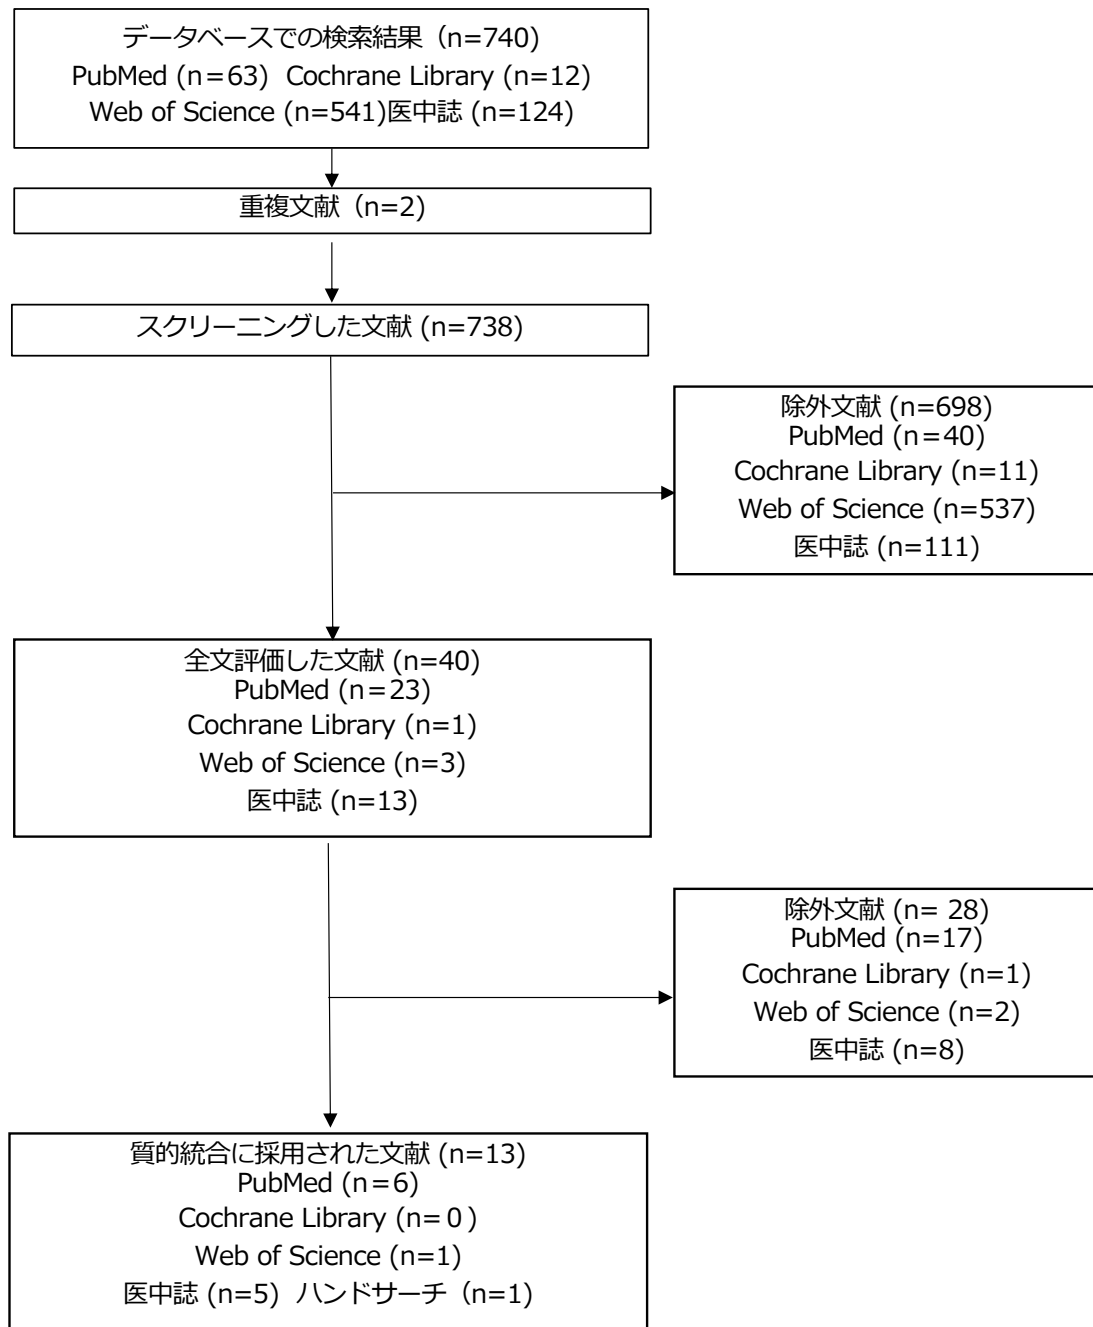 データベースでの検索結果（n=740)
PubMed (n＝63)  Cochrane Library (n=12)
Web of Science (n=541)医中誌 (n=124)
重複文献（n=2)
スクリーニングした文献 (n=738)
除外文献 (n=698)
PubMed (n＝40)
Cochrane Library (n=11)
Web of Science (n=537)
医中誌 (n=111)
全文評価した文献 (n=40)
PubMed (n＝23)
Cochrane Library (n=1)
Web of Science (n=3)
医中誌 (n=13)
除外文献 (n= 28)
PubMed (n=17)
Cochrane Library (n=1)
Web of Science (n=2)
医中誌 (n=8)
質的統合に採用された文献 (n=13)
PubMed (n＝6)
Cochrane Library (n=０)
Web of Science (n=1)
医中誌 (n=5)  ハンドサーチ（n=1)